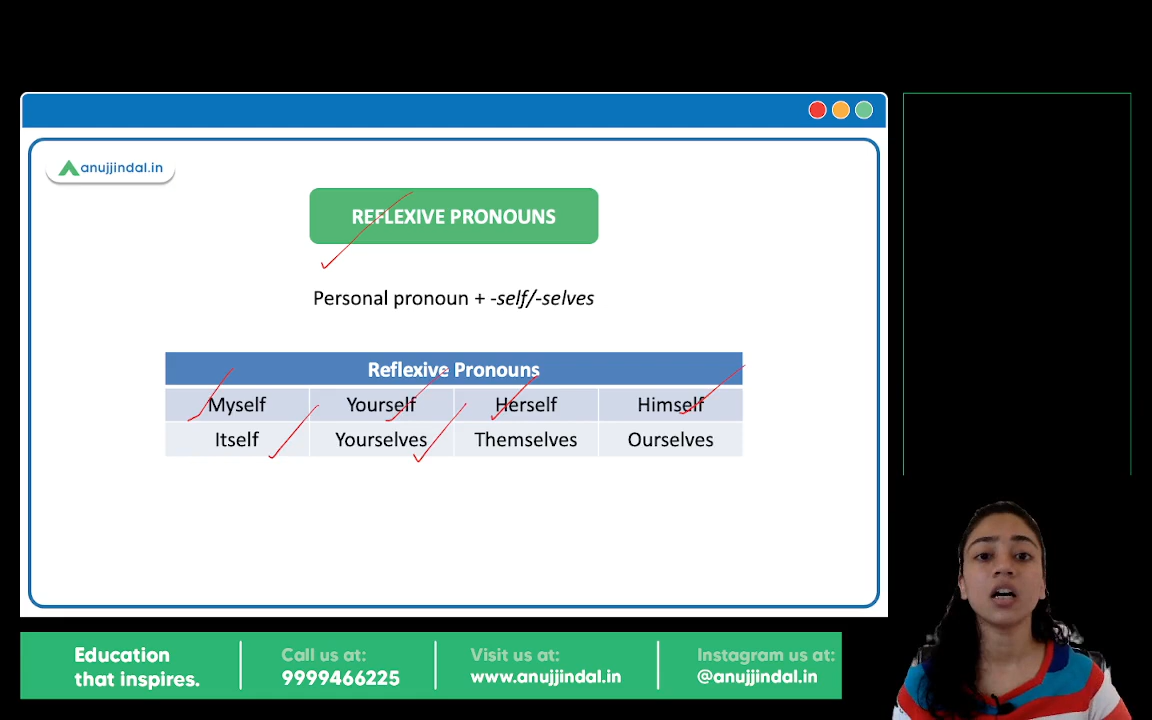 anujjindal.in
REFLEXIVE PRONOUNS
Personal pronoun + -self/-selves
Reflexive Pronouns
Myself Yourself Herself Himself
Itself Yourselves Themselves Ourselves
Education
that inspires.
Call us at:
9999466225
Visit us at:
www.anujjindal.in
Instagram us at:
@anujjindal.in